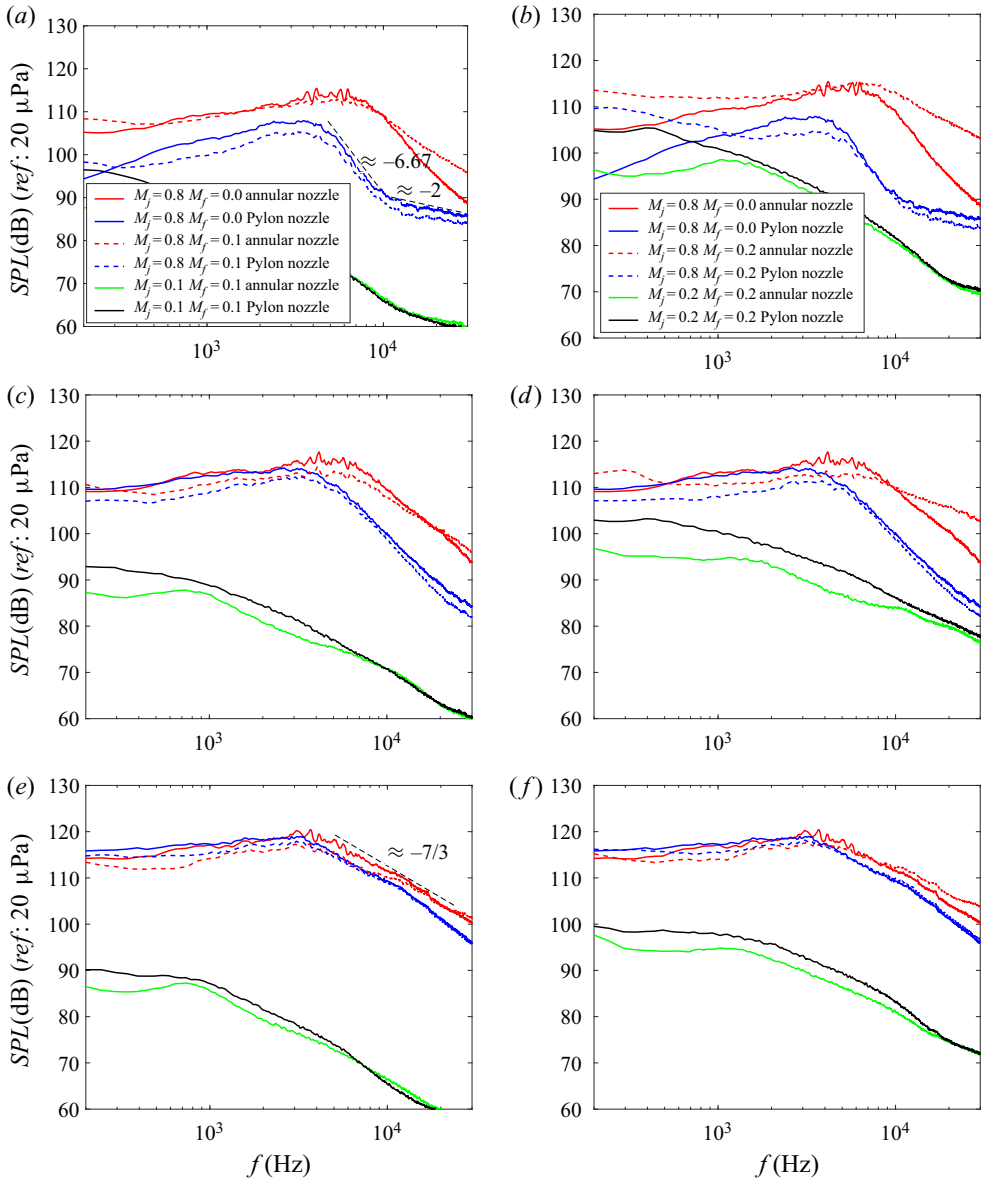 (a)
(b)
130
120
110
100
90
80
70
60
SPL(dB) (ref: 20 µPa)
≈ –6.67
≈ –2
M_j = 0.8 M_f = 0.0 annular nozzle
M_j = 0.8 M_f = 0.0 Pylon nozzle
M_j = 0.8 M_f = 0.1 annular nozzle
M_j = 0.8 M_f = 0.1 Pylon nozzle
M_j = 0.1 M_f = 0.1 annular nozzle
M_j = 0.1 M_f = 0.1 Pylon nozzle
10^3
10^4
130
120
110
100
90
80
70
60
M_j = 0.8 M_f = 0.0 annular nozzle
M_j = 0.8 M_f = 0.0 Pylon nozzle
M_j = 0.8 M_f = 0.2 annular nozzle
M_j = 0.8 M_f = 0.2 Pylon nozzle
M_j = 0.2 M_f = 0.2 annular nozzle
M_j = 0.2 M_f = 0.2 Pylon nozzle
10^3
10^4
(c)
(d)
130
120
110
100
90
80
70
60
SPL(dB) (ref: 20 µPa)
10^3
10^4
130
120
110
100
90
80
70
60
10^3
10^4
(e)
(f)
130
120
110
100
90
80
70
60
SPL(dB) (ref: 20 µPa)
≈ –7/3
10^3
10^4
f (Hz)
130
120
110
100
90
80
70
60
10^3
10^4
f (Hz)